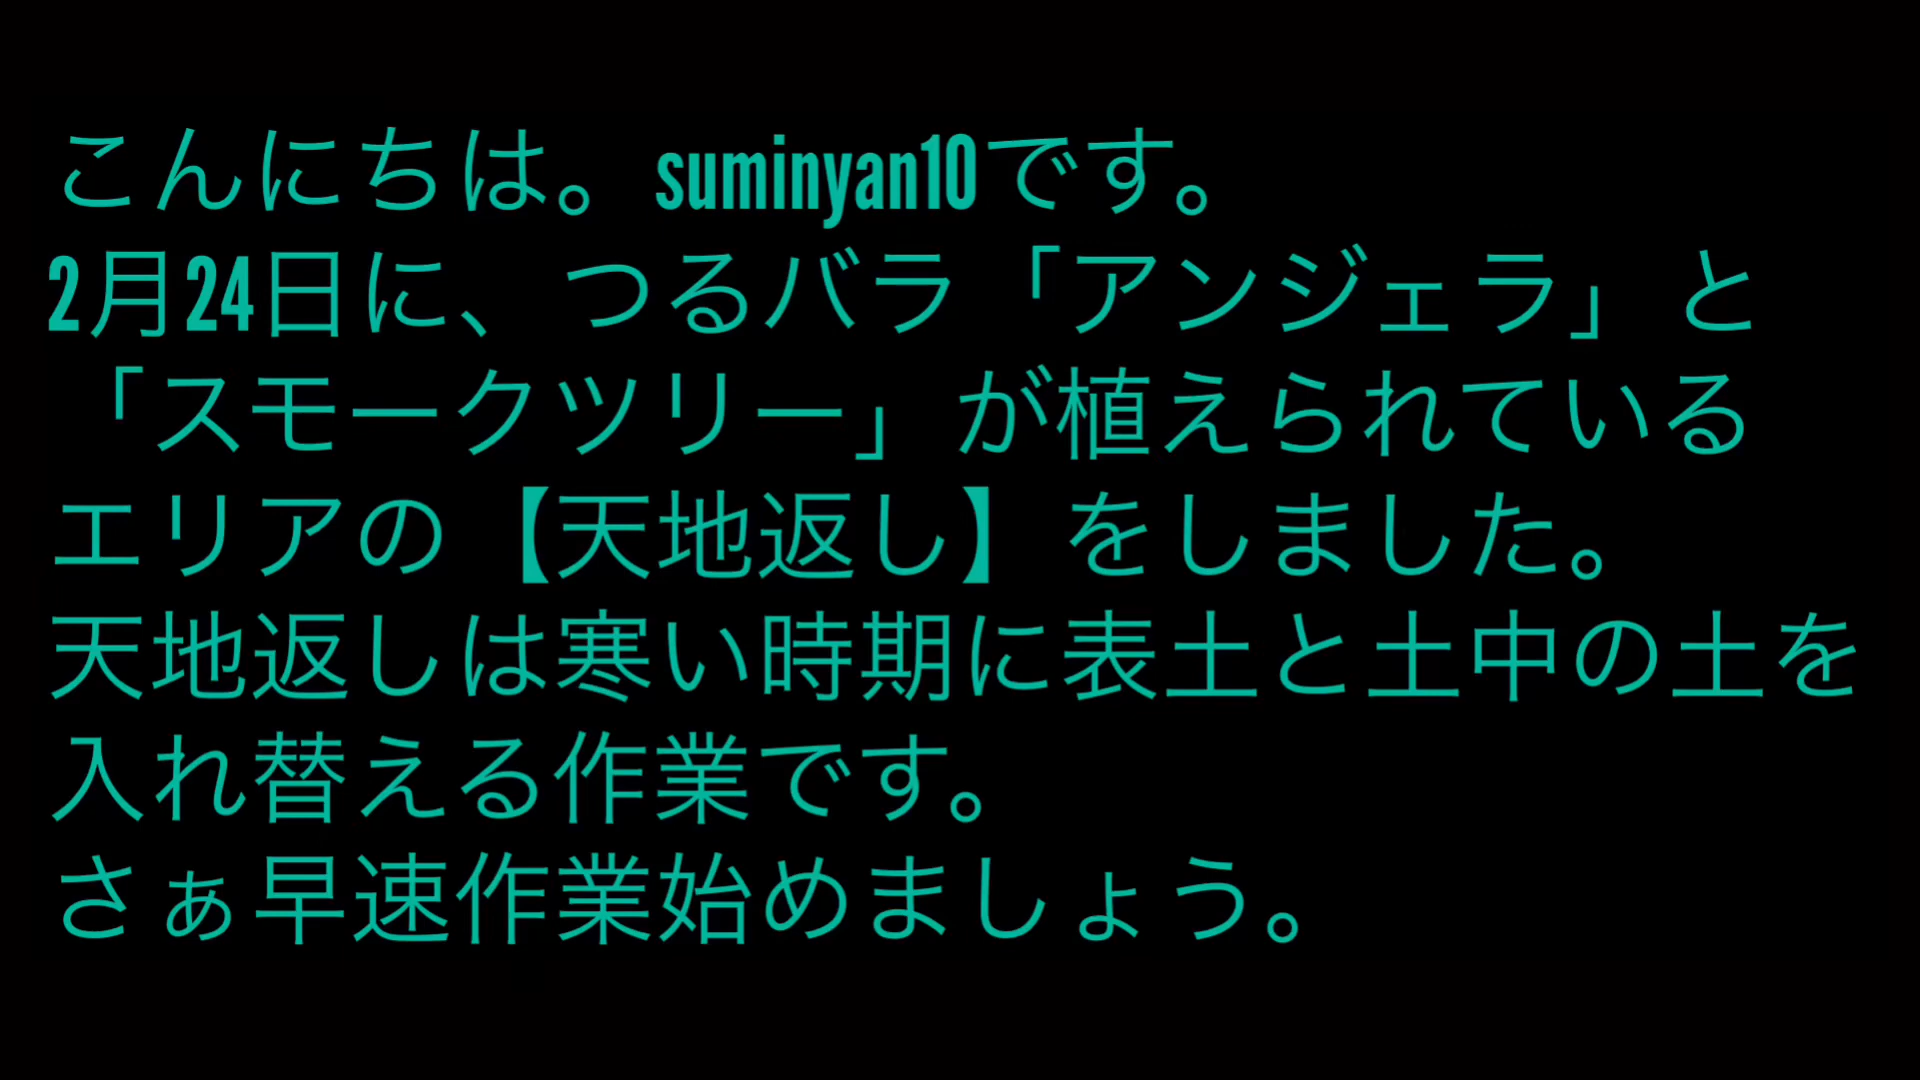 こんにちは。suminyan10です。
2月24日に、つるバラ「アンジェラ」と
「スモークツリー」が植えられている
エリアの【天地返し】をしました。
天地返しは寒い時期に表土と土中の土を
入れ替える作業です。
さぁ早速作業始めましょう。